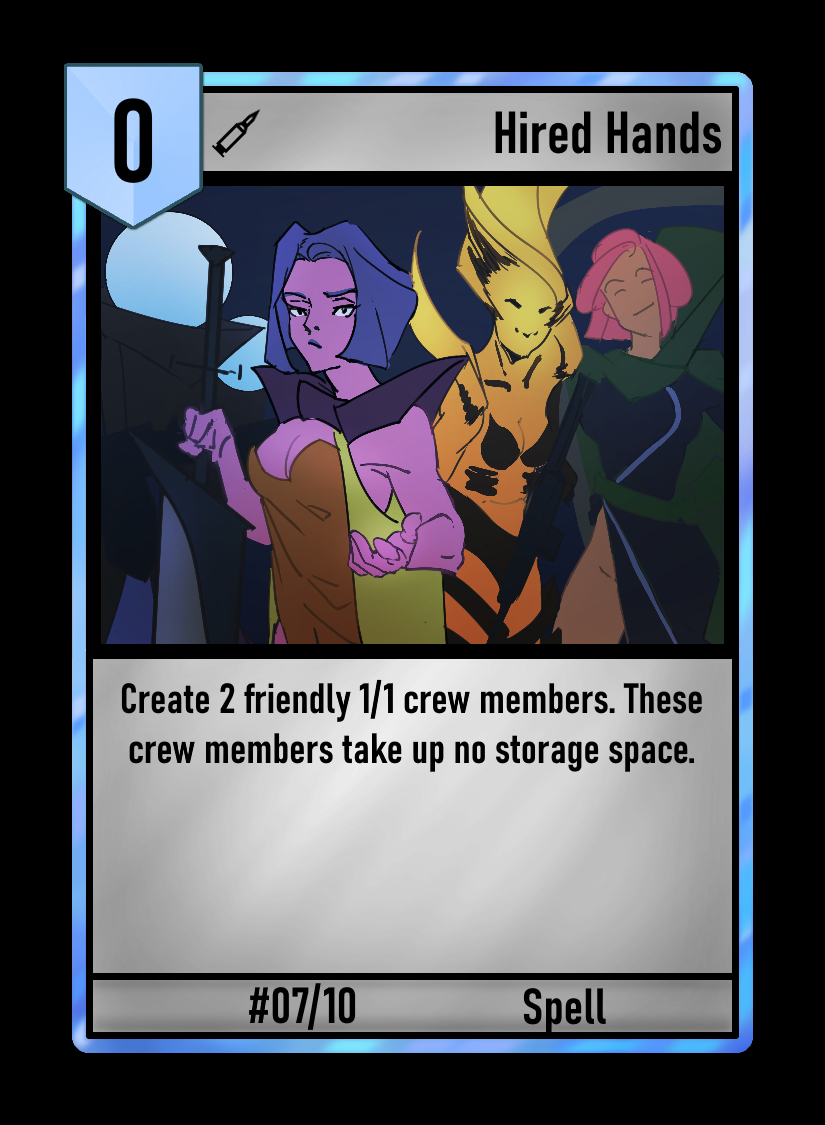 0
Hired Hands
Create 2 friendly 1/1 crew members. These
crew members take up no storage space.
#07/10
Spell